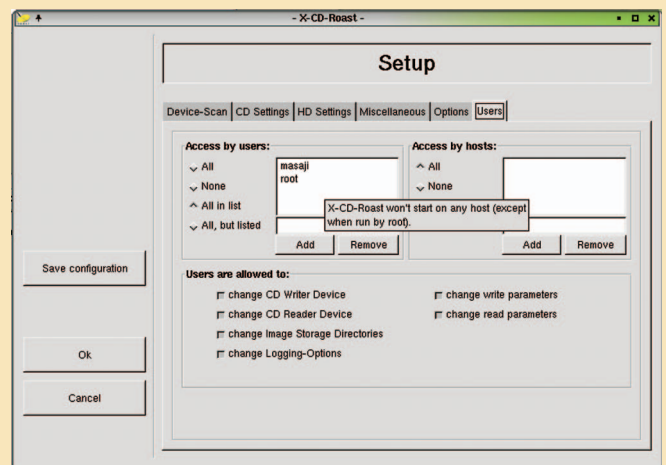 - X-CD-Roast -
Setup
Device-Scan CD Settings HD Settings Miscellaneous Options Users
Access by users:
All
None
All in list
All, but listed
masaji
root
Add Remove
Access by hosts:
All
None
X-CD-Roast won't start on any host (except
when run by root).
Add Remove
Users are allowed to:
change CD Writer Device
change CD Reader Device
change Image Storage Directories
change Logging-Options
change write parameters
change read parameters
Save configuration
Ok
Cancel